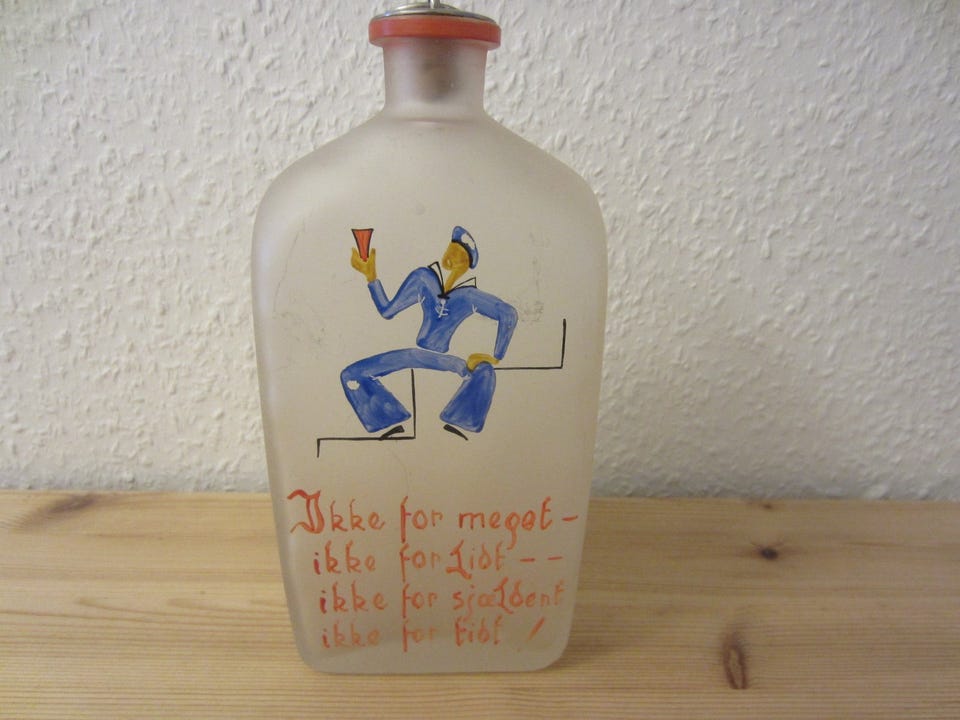 Ikke for meget -
ikke for Lidt - -
ikke for sjældent
ikke for tidt !